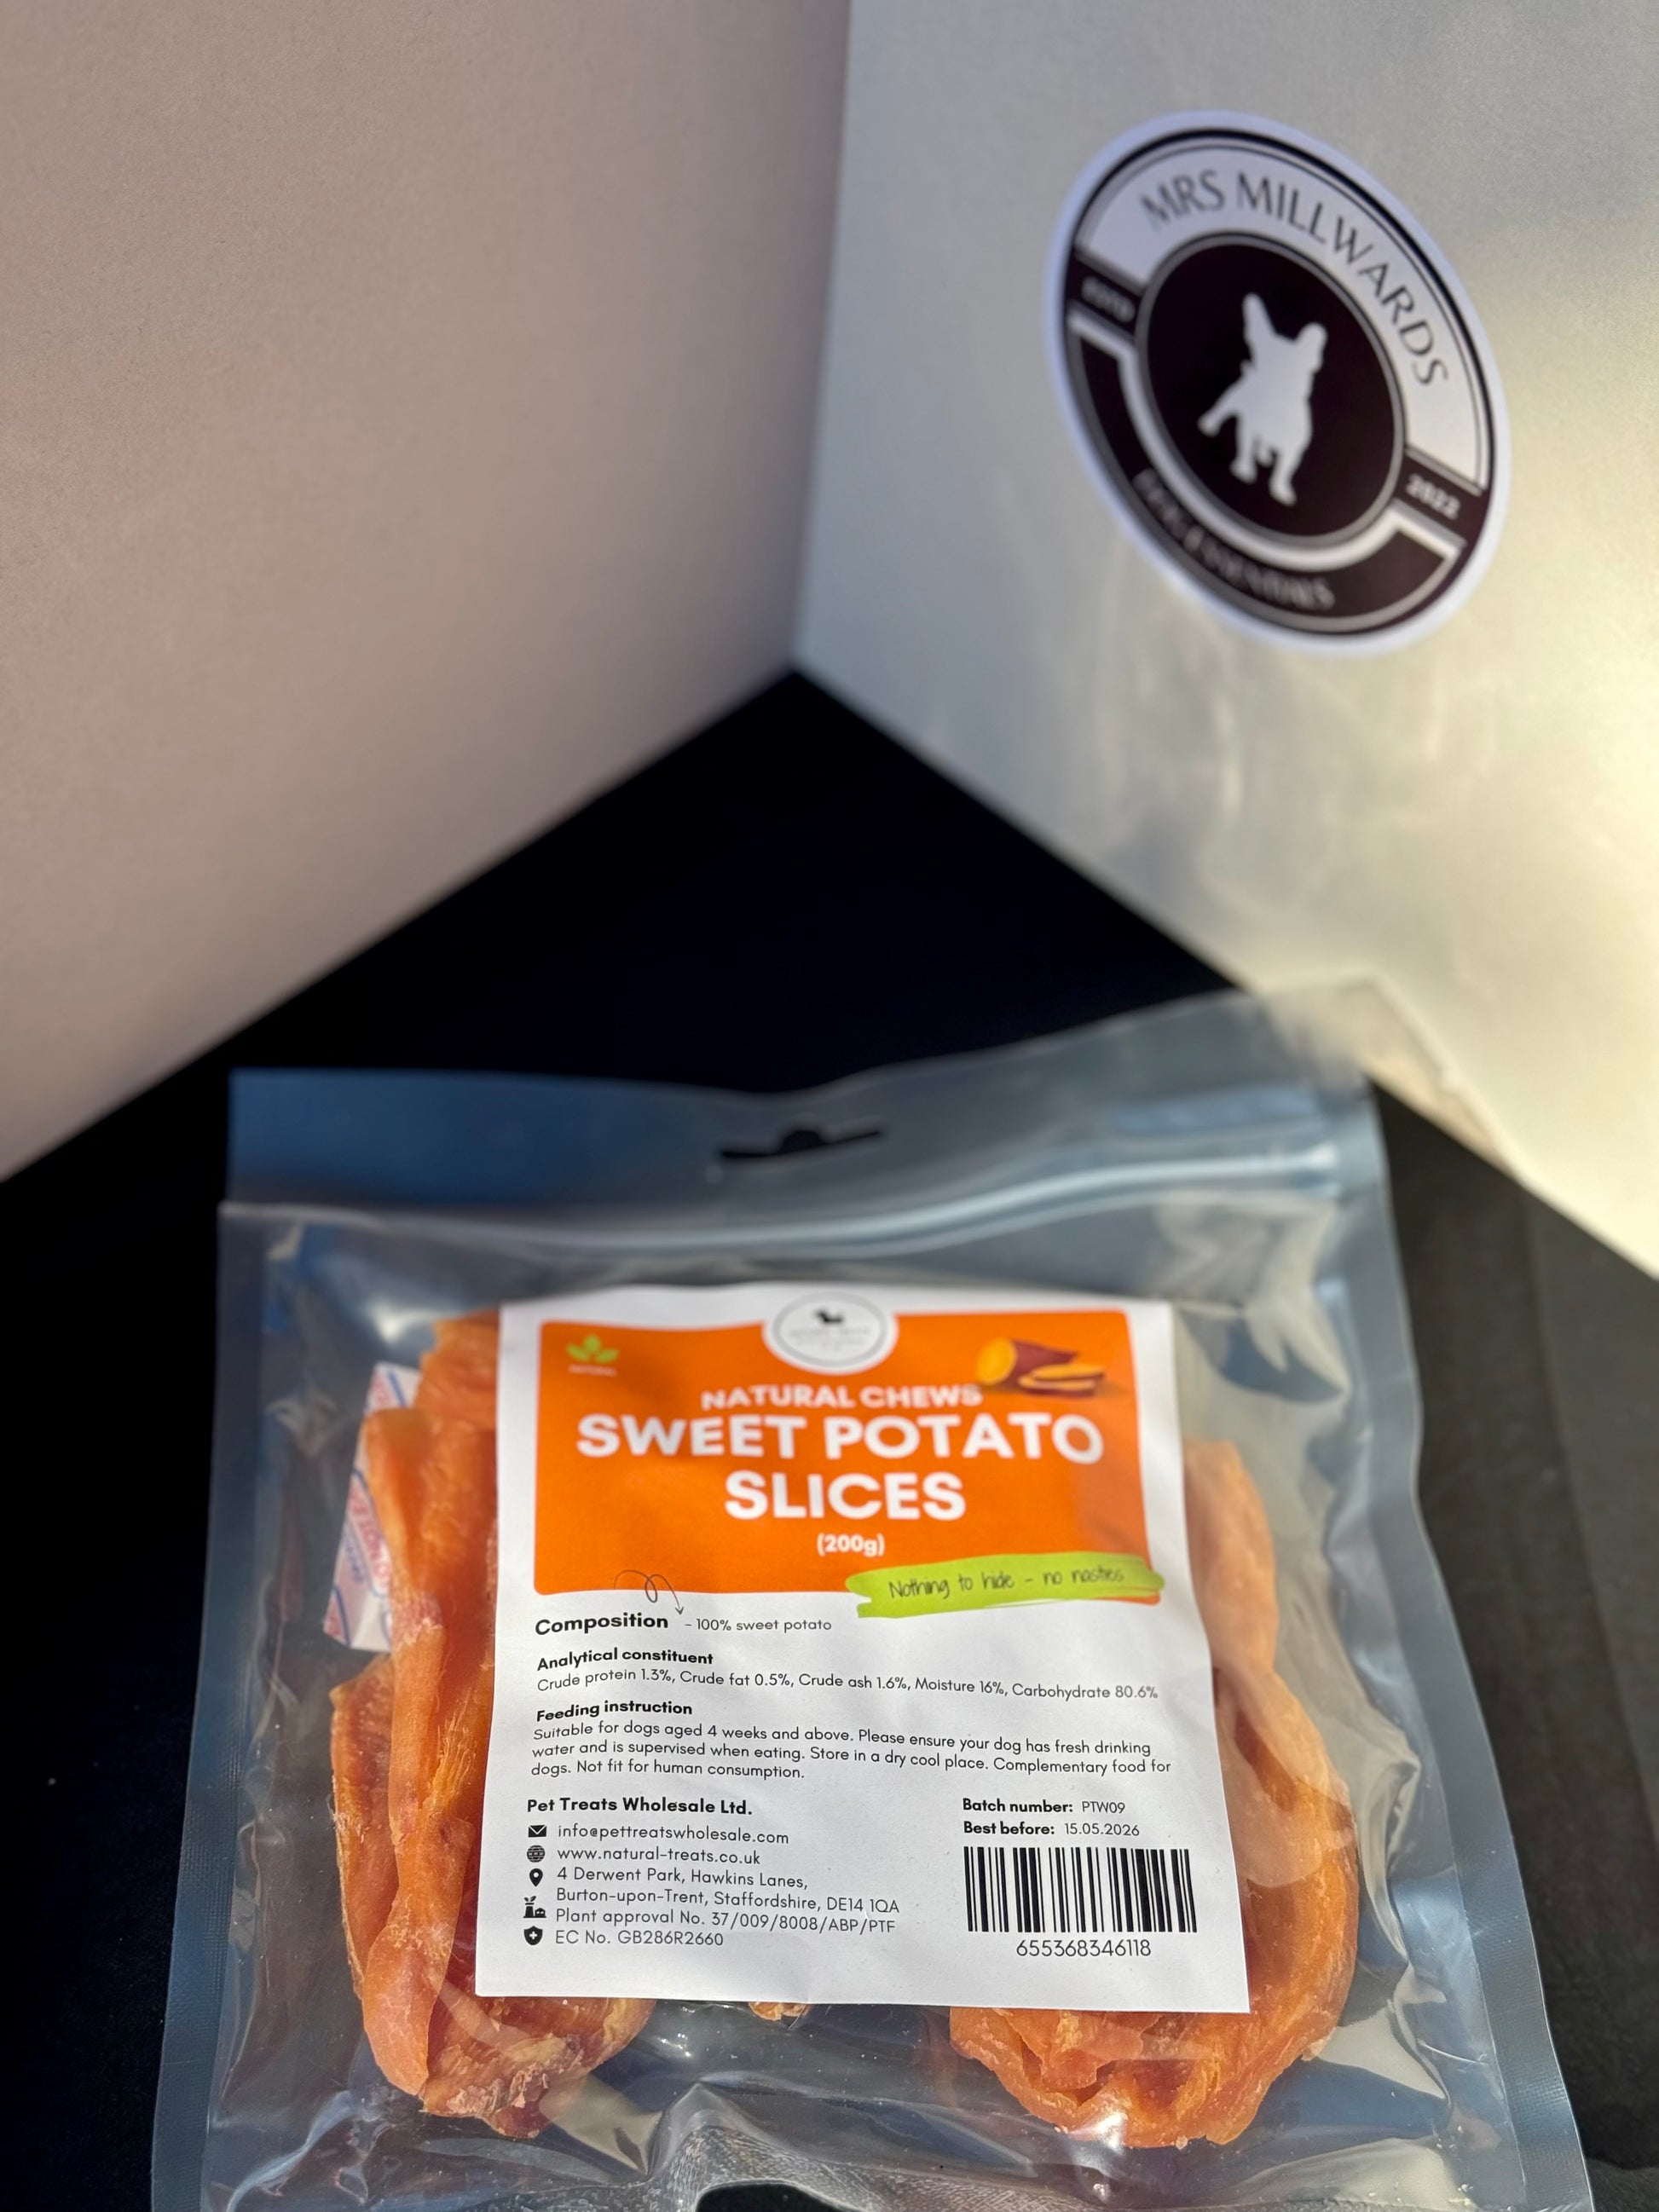 MRS MILLWARDS
ESTD
2022
DOG ESSENTIALS
NATURAL
NATURAL CHEWS
SWEET POTATO
SLICES
(200g)
Nothing to hide - no nasties
Composition - 100% sweet potato
Analytical constituent
Crude protein 1.3%, Crude fat 0.5%, Crude ash 1.6%, Moisture 16%, Carbohydrate 80.6%
Feeding instruction
Suitable for dogs aged 4 weeks and above. Please ensure your dog has fresh drinking
water and is supervised when eating. Store in a dry cool place. Complementary food for
dogs. Not fit for human consumption.
Pet Treats Wholesale Ltd.
info@pettreatswholesale.com
www.natural-treats.co.uk
4 Derwent Park, Hawkins Lanes,
Burton-upon-Trent, Staffordshire, DE14 1QA
Plant approval No. 37/009/8008/ABP/PTF
EC No. GB286R2660
Batch number: PTW09
Best before: 15.05.2026
655368346118